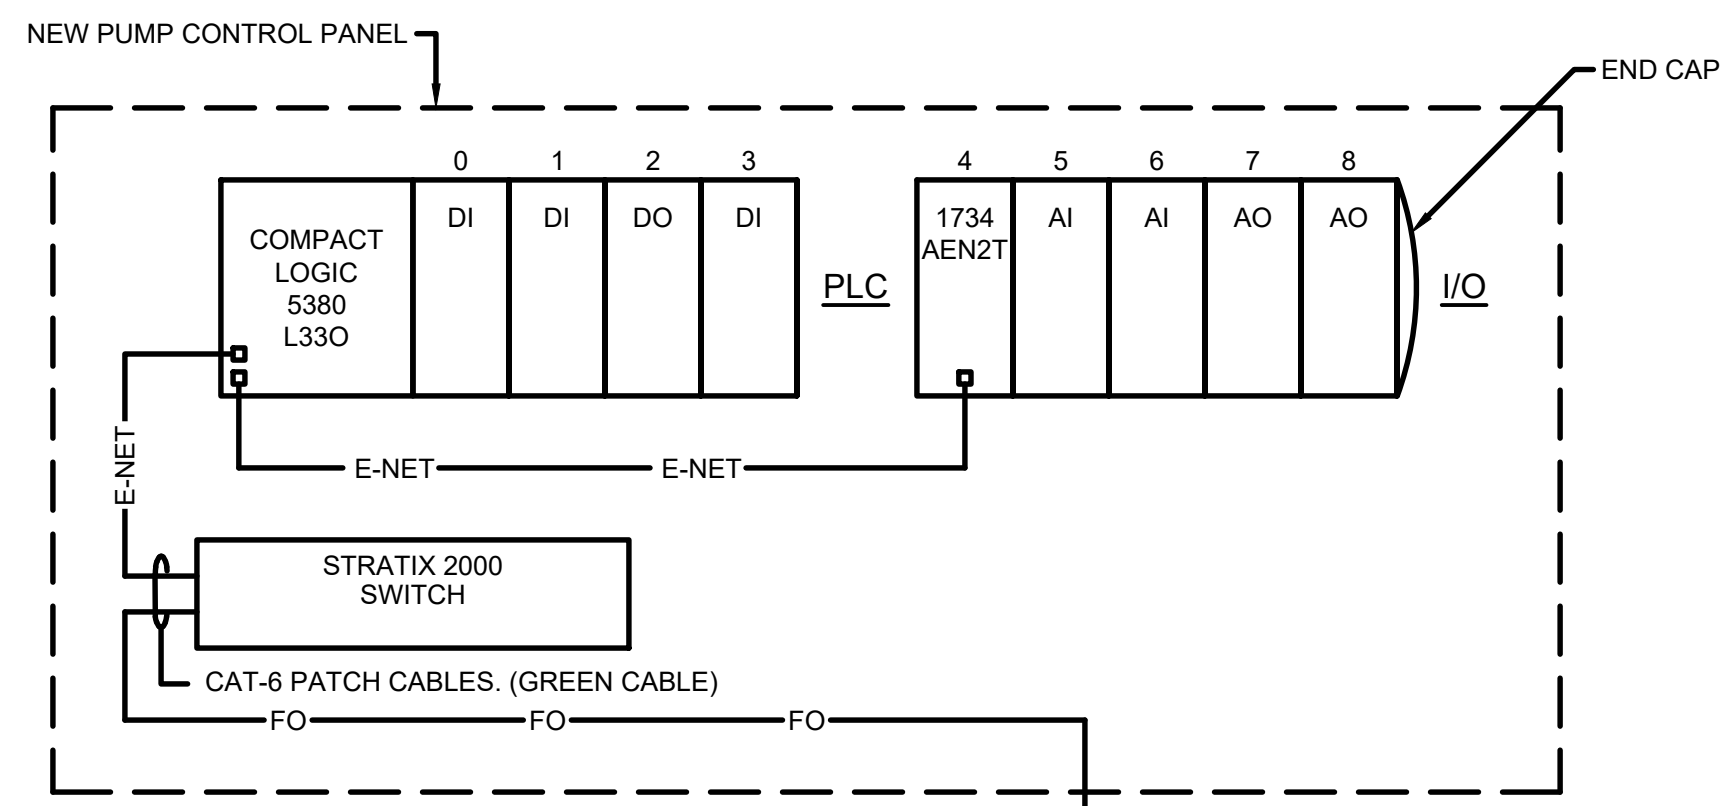 NEW PUMP CONTROL PANEL
END CAP
0 1 2 3 4 5 6 7 8
DI DI DO DI
COMPACT
LOGIC
5380
L33O
PLC
1734
AEN2T
AI AI AO AO
I/O
E-NET
E-NET E-NET
STRATIX 2000
SWITCH
CAT-6 PATCH CABLES. (GREEN CABLE)
FO FO FO